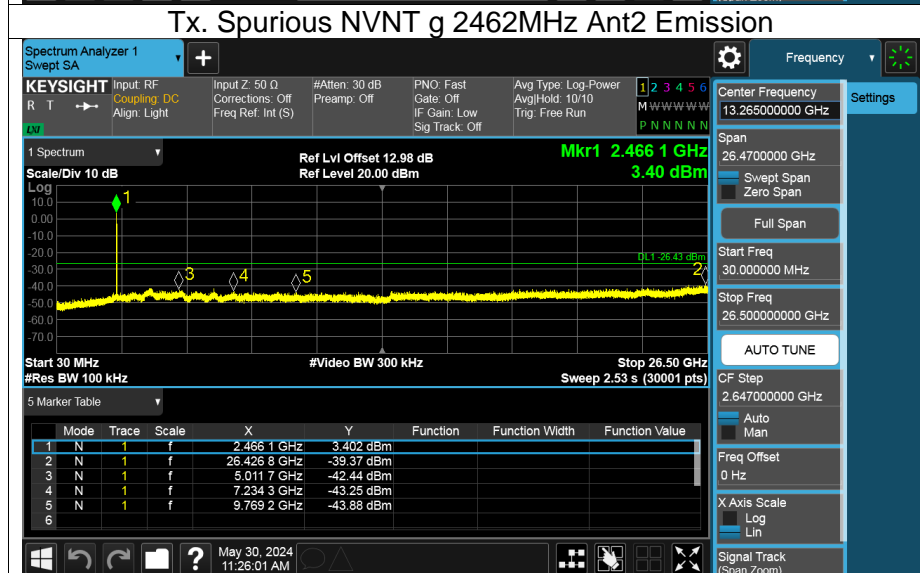 Tx. Spurious NVNT g 2462MHz Ant2 Emission
Spectrum Analyzer 1
Swept SA
+
Frequency
KEYSIGHT
R T
LXI
Input: RF
Coupling: DC
Align: Light
Input Z: 50 Ω
Corrections: Off
Freq Ref: Int (S)
#Atten: 30 dB
Preamp: Off
PNO: Fast
Gate: Off
IF Gain: Low
Sig Track: Off
Avg Type: Log-Power
Avg|Hold: 10/10
Trig: Free Run
1 2 3 4 5 6
M W W W W W
P N N N N N
Center Frequency
13.265000000 GHz
Settings
Span
26.4700000 GHz
Swept Span
Zero Span
Full Span
Start Freq
30.000000 MHz
Stop Freq
26.500000000 GHz
AUTO TUNE
CF Step
2.647000000 GHz
Auto
Man
Freq Offset
0 Hz
X Axis Scale
Log
Lin
Signal Track
(Span Zoom)
1 Spectrum
Scale/Div 10 dB
Ref Lvl Offset 12.98 dB
Ref Level 20.00 dBm
Mkr1 2.466 1 GHz
3.40 dBm
Log
10.0
0.00
-10.0
-20.0
-30.0
-40.0
-50.0
-60.0
-70.0
1
2
3
4
5
DL1 -26.43 dBm
Start 30 MHz
#Video BW 300 kHz
Stop 26.50 GHz
#Res BW 100 kHz
Sweep 2.53 s (30001 pts)
5 Marker Table
Mode Trace Scale X Y Function Function Width Function Value
1 N 1 f 2.466 1 GHz 3.402 dBm
2 N 1 f 26.426 8 GHz -39.37 dBm
3 N 1 f 5.011 7 GHz -42.44 dBm
4 N 1 f 7.234 3 GHz -43.25 dBm
5 N 1 f 9.769 2 GHz -43.88 dBm
6
?
May 30, 2024
11:26:01 AM